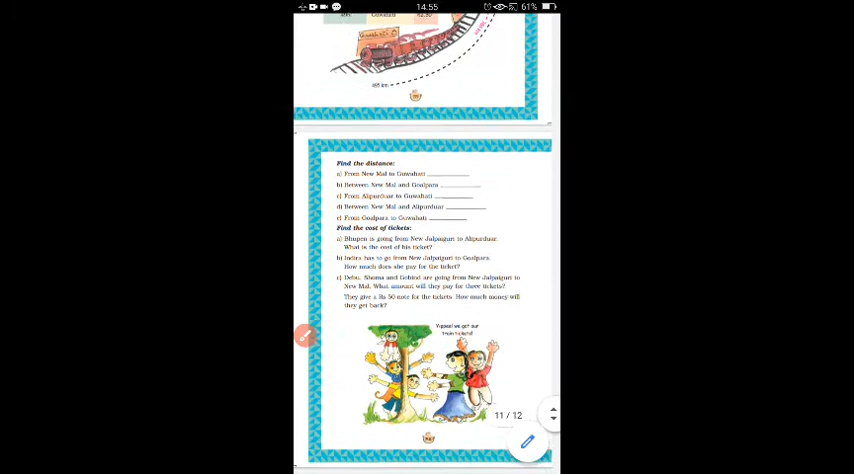 14:55
61%
495 km
Find the distance:
a) From New Mal to Guwahati
b) Between New Mal and Goalpara
c) From Alipurduar to Guwahati
d) Between New Mal and Alipurduar
e) From Goalpara to Guwahati
Find the cost of tickets:
a) Bhupen is going from New Jalpaiguri to Alipurduar.
What is the cost of his ticket?
b) Indira has to go from New Jalpaiguri to Goalpara.
How much does she pay for the ticket?
c) Debu, Shoma and Gobind are going from New Jalpaiguri to
New Mal. What amount will they pay for three tickets?
They give a Rs 50 note for the tickets. How much money will
they get back?
Yippee! we got our
train tickets!
11 / 12